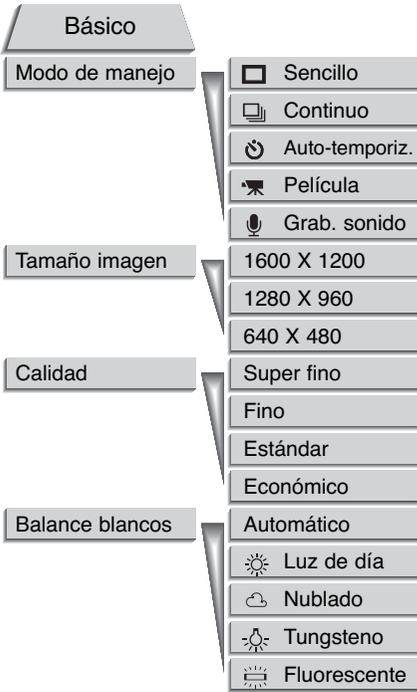 Básico
Modo de manejo
Sencillo
Continuo
Auto-temporiz.
Película
Grab. sonido
Tamaño imagen
1600 X 1200
1280 X 960
640 X 480
Calidad
Super fino
Fino
Estándar
Económico
Balance blancos
Automático
Luz de día
Nublado
Tungsteno
Fluorescente